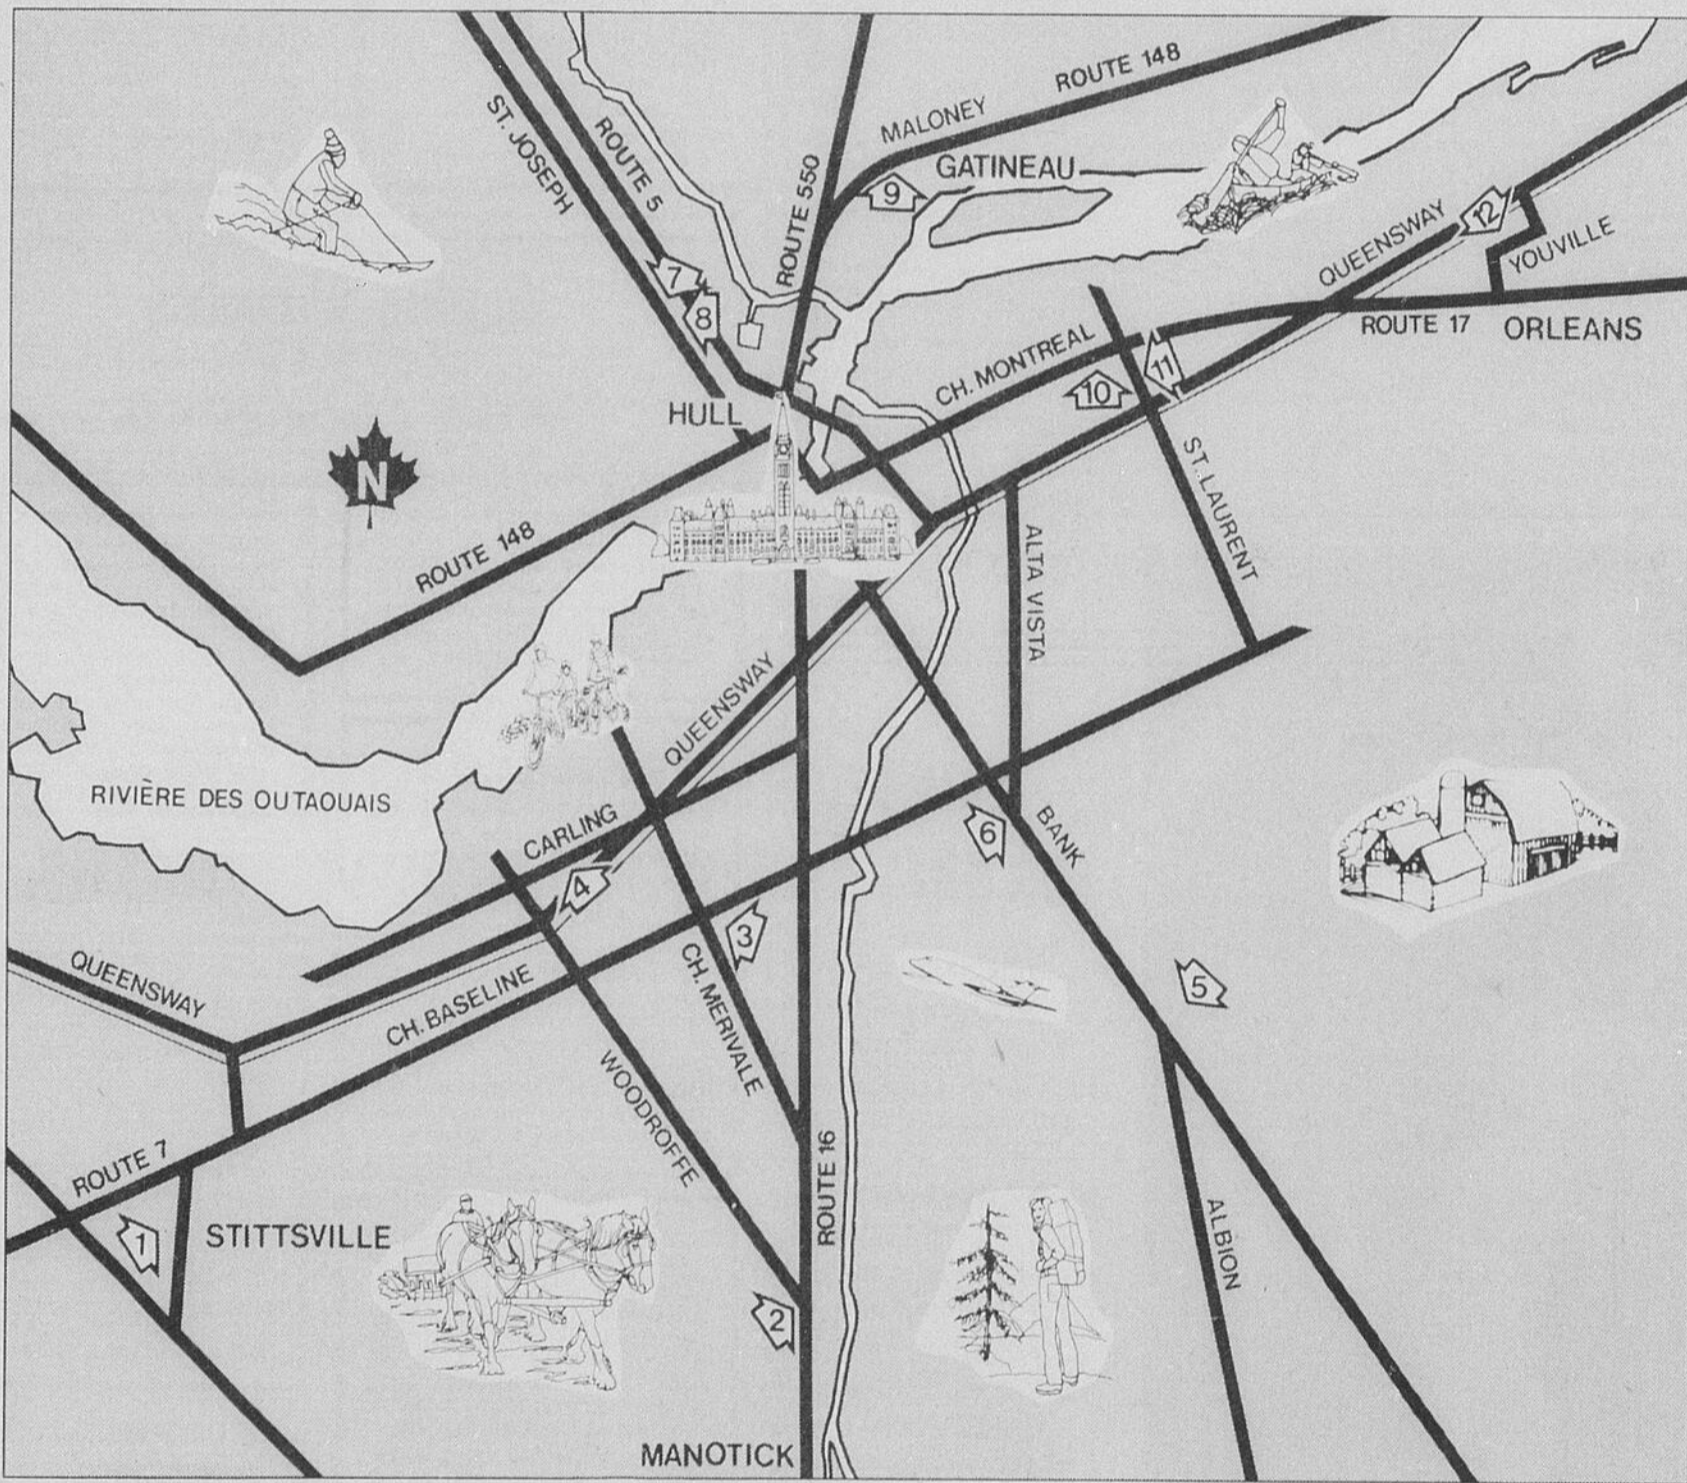 ROUTE 148
MALONEY
ST. JOSEPH
ROUTE 5
ROUTE 550
GATINEAU
9
12
QUEENSWAY
YOUVILLE
7
8
ROUTE 17
ORLEANS
CH. MONTREAL
11
10
HULL
N
ST. LAURENT
ROUTE 148
ALTA VISTA
QUEENSWAY
RIVIÈRE DES OUTAOUAIS
CARLING
6
BANK
4
3
QUEENSWAY
CH. BASELINE
CH. MERIVALE
5
WOODROFFE
ROUTE 7
ROUTE 16
1
STITTSVILLE
ALBION
2
MANOTICK